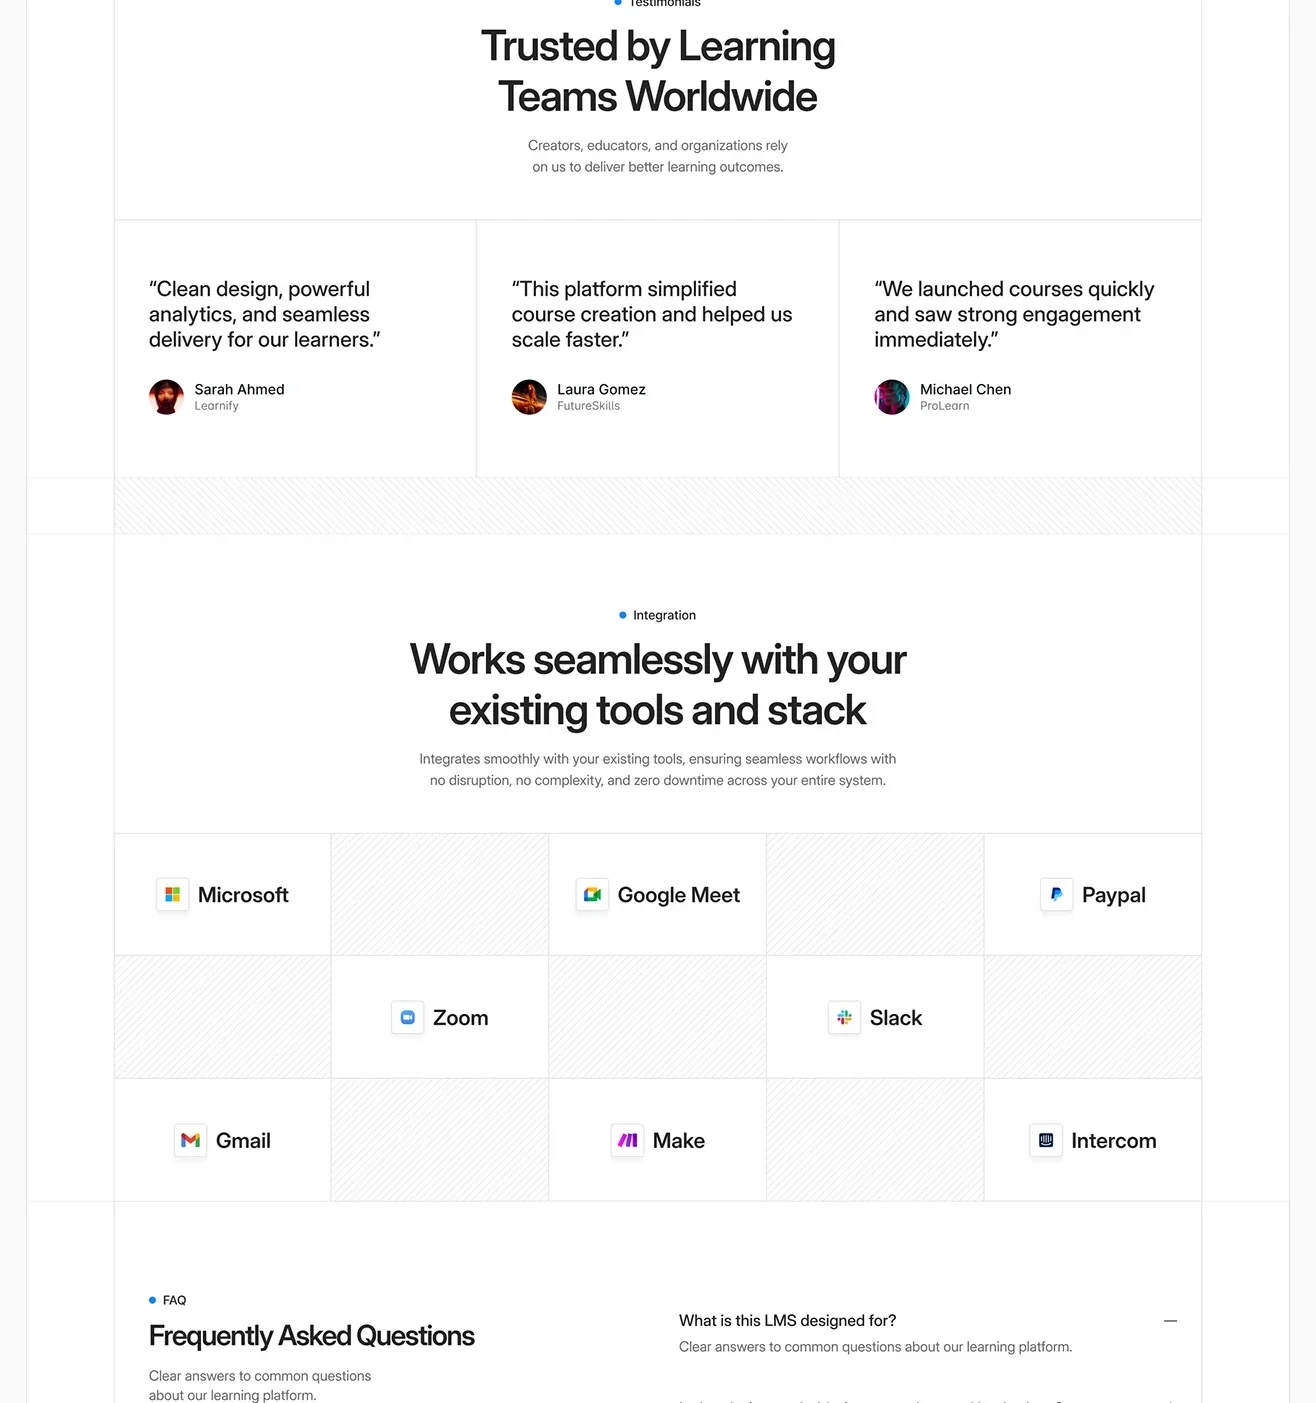 Testimonials
Trusted by Learning
Teams Worldwide
Creators, educators, and organizations rely
on us to deliver better learning outcomes.
“Clean design, powerful
analytics, and seamless
delivery for our learners.”
Sarah Ahmed
Learnify
“This platform simplified
course creation and helped us
scale faster.”
Laura Gomez
FutureSkills
“We launched courses quickly
and saw strong engagement
immediately.”
Michael Chen
ProLearn
Integration
Works seamlessly with your
existing tools and stack
Integrates smoothly with your existing tools, ensuring seamless workflows with
no disruption, no complexity, and zero downtime across your entire system.
Microsoft
Google Meet
Paypal
Zoom
Slack
Gmail
Make
Intercom
FAQ
Frequently Asked Questions
Clear answers to common questions
about our learning platform.
What is this LMS designed for?
Clear answers to common questions about our learning platform.